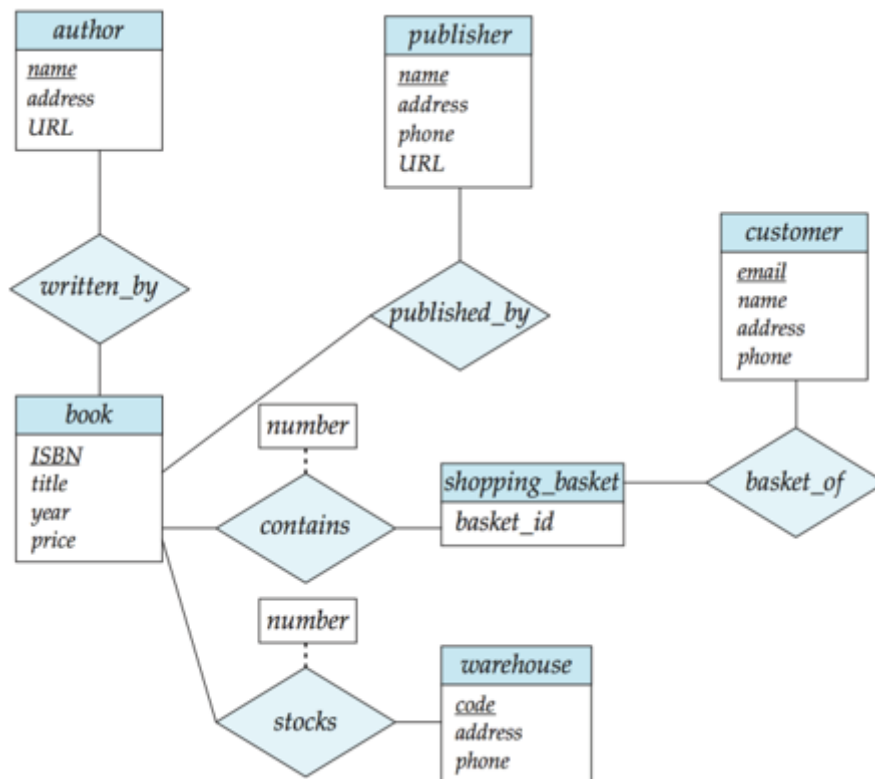 author
name
address
URL
publisher
name
address
phone
URL
written_by
published_by
customer
email
name
address
phone
book
ISBN
title
year
price
number
contains
shopping_basket
basket_id
basket_of
number
stocks
warehouse
code
address
phone